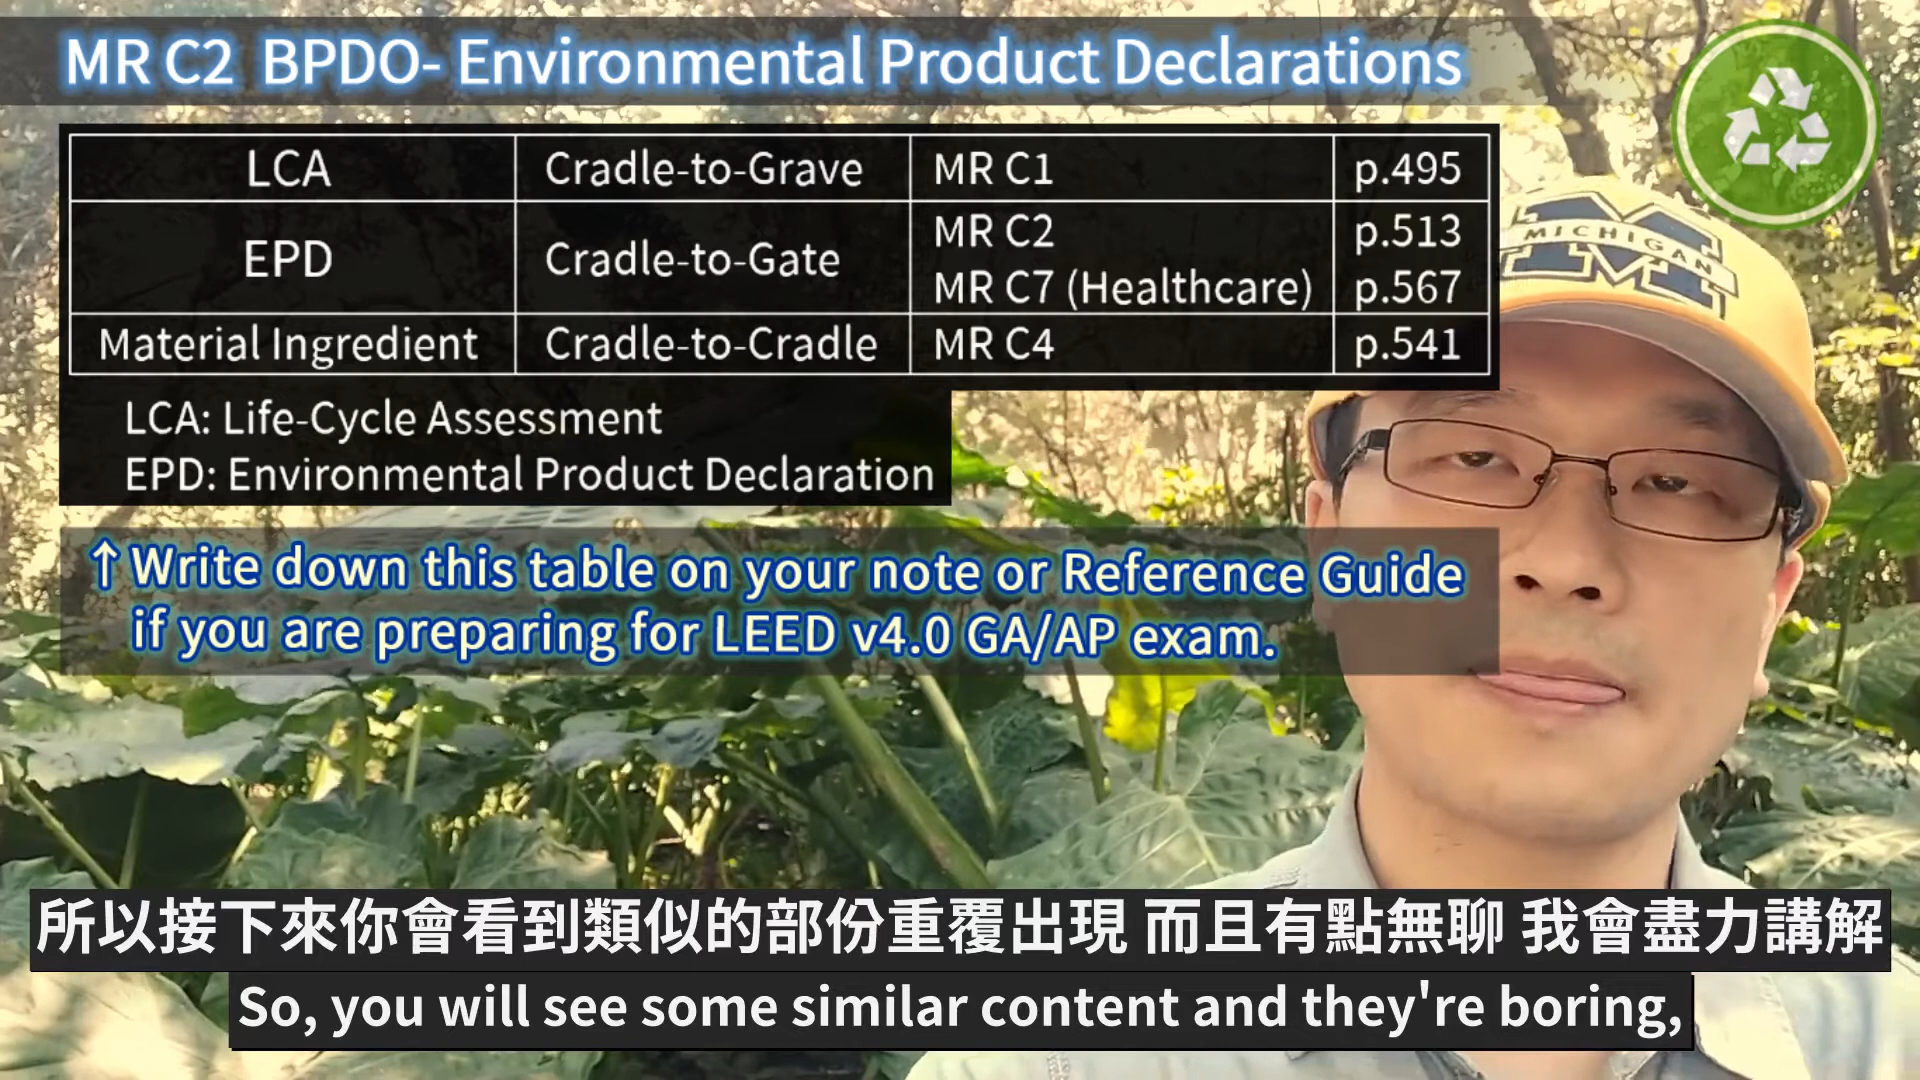 MR C2 BPDO- Environmental Product Declarations
LCA Cradle-to-Grave MR C1 p.495
EPD Cradle-to-Gate MR C2 p.513
MR C7 (Healthcare) p.567
Material Ingredient Cradle-to-Cradle MR C4 p.541
LCA: Life-Cycle Assessment
EPD: Environmental Product Declaration
MICHIGAN
↑Write down this table on your note or Reference Guide
if you are preparing for LEED v4.0 GA/AP exam.
所以接下來你會看到類似的部份重覆出現 而且有點無聊 我會盡力講解
So, you will see some similar content and they're boring,